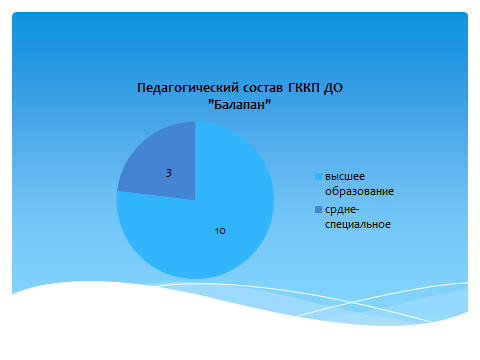 Педагогический состав ГККП ДО
"Балапан"
3
10
высшее
образование
срдне-
специальное